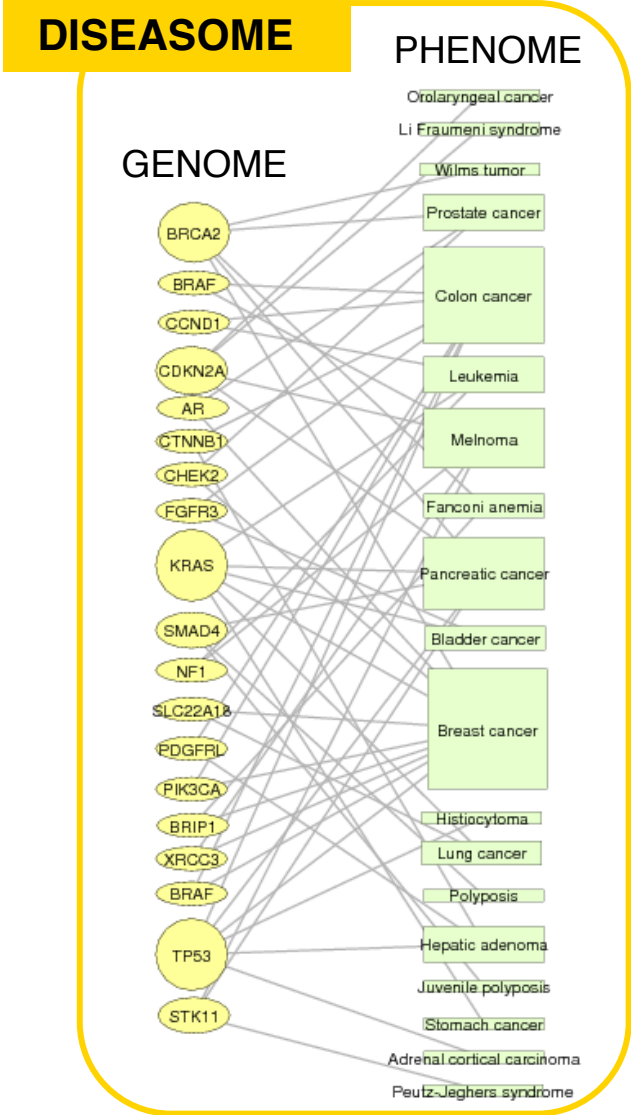 DISEASOME
PHENOME
GENOME
BRCA2
BRAF
CCND1
CDKN2A
AR
CTNNB1
CHEK2
FGFR3
KRAS
SMAD4
NF1
SLC22A18
PDGFRL
PIK3CA
BRIP1
XRCC3
BRAF
TP53
STK11
Orolaryngeal cancer
Li Fraumeni syndrome
Wilms tumor
Prostate cancer
Colon cancer
Leukemia
Melnoma
Fanconi anemia
Pancreatic cancer
Bladder cancer
Breast cancer
Histiocytoma
Lung cancer
Polyposis
Hepatic adenoma
Juvenile polyposis
Stomach cancer
Adrenal cortical carcinoma
Peutz-Jeghers syndrome